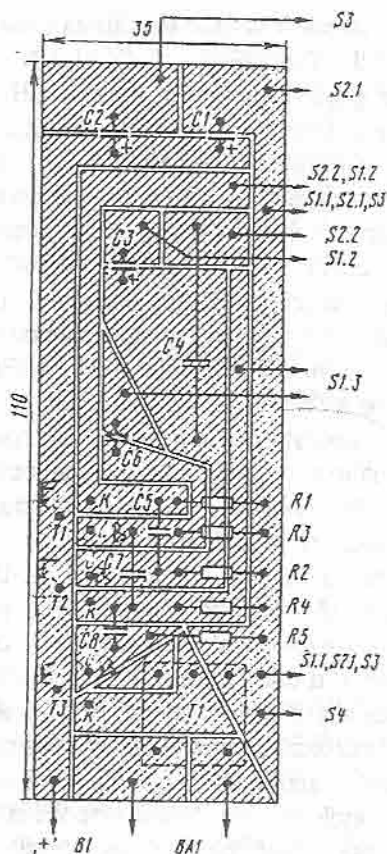 S3
35
S2.1
C2
C1
+
+
S2.2, S1.2
S1.1, S2.1, S3
S2.2
C3
S1.2
+
C4
S1.3
110
C6
К
C5
R1
T1
R3
C7
R2
T2
К
R4
C8
R5
S1.1, S2.1, S3
T3
К
T1
S4
"+" B1
BA1